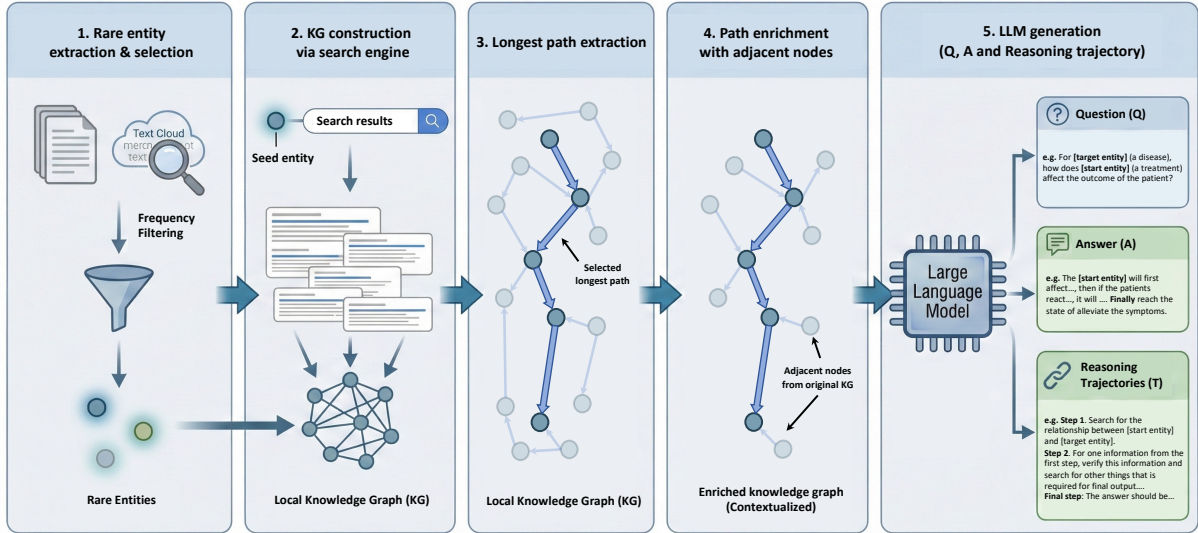 1. Rare entity
extraction & selection
Text Cloud
text
Frequency
Filtering
Rare Entities
2. KG construction
via search engine
Search results
Seed entity
Local Knowledge Graph (KG)
3. Longest path extraction
Selected
longest path
Local Knowledge Graph (KG)
4. Path enrichment
with adjacent nodes
Adjacent nodes
from original KG
Enriched knowledge graph
(Contextualized)
5. LLM generation
(Q, A and Reasoning trajectory)
Large
Language
Model
Question (Q)
e.g. For [target entity] (a disease),
how does [start entity] (a treatment)
affect the outcome of the patient?
Answer (A)
e.g. The [start entity] will first
affect..., then if the patients
react..., it will .... Finally reach the
state of alleviate the symptoms.
Reasoning
Trajectories (T)
e.g. Step 1. Search for the
relationship between [start entity]
and [target entity].
Step 2. For one information from the
first step, verify this information and
search for other things that is
required for final output....
Final step: The answer should be...